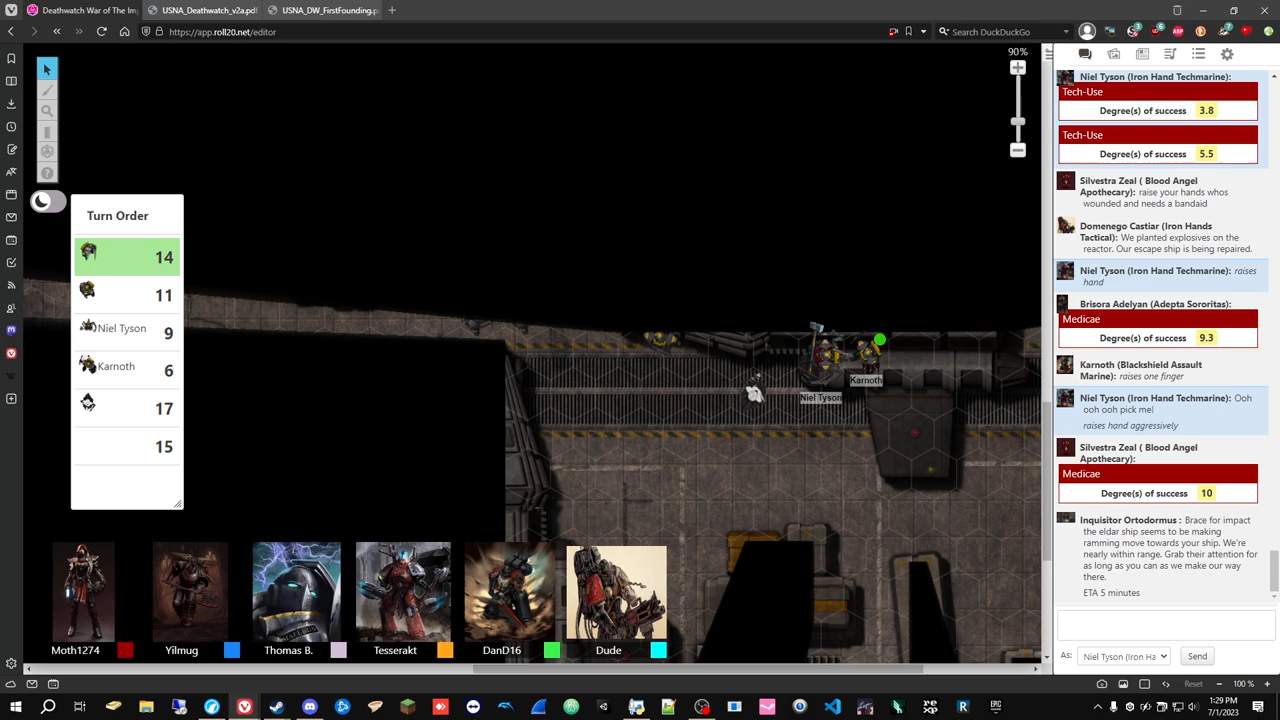 Deathwatch War of The Imp
USNA_Deathwatch_v2a.pdf
USNA_DW_FirstFounding.p
https://app.roll20.net/editor
Search DuckDuckGo
90%
Turn Order
14
11
Niel Tyson 9
Karnoth 6
17
15
Karnoth
Niel Tyson
Moth1274
Yilmug
Thomas B.
Tesserakt
DanD16
Dude
Niel Tyson (Iron Hand Techmarine):
Tech-Use
Degree(s) of success 3.8
Tech-Use
Degree(s) of success 5.5
Silvestra Zeal ( Blood Angel
Apothecary): raise your hands whos
wounded and needs a bandaid
Domenego Castiar (Iron Hands
Tactical): We planted explosives on the
reactor. Our escape ship is being repaired.
Niel Tyson (Iron Hand Techmarine): raises
hand
Brisora Adelyan (Adepta Sororitas):
Medicae
Degree(s) of success 9.3
Karnoth (Blackshield Assault
Marine): raises one finger
Niel Tyson (Iron Hand Techmarine): Ooh
ooh ooh pick me!
raises hand aggressively
Silvestra Zeal ( Blood Angel
Apothecary):
Medicae
Degree(s) of success 10
Inquisitor Ortodormus : Brace for impact
the eldar ship seems to be making
ramming move towards your ship. We're
nearly within range. Grab their attention for
as long as you can as we make our way
there.
ETA 5 minutes
As: Niel Tyson (Iron Ha
Send
Reset
100 %
1:29 PM
7/1/2023